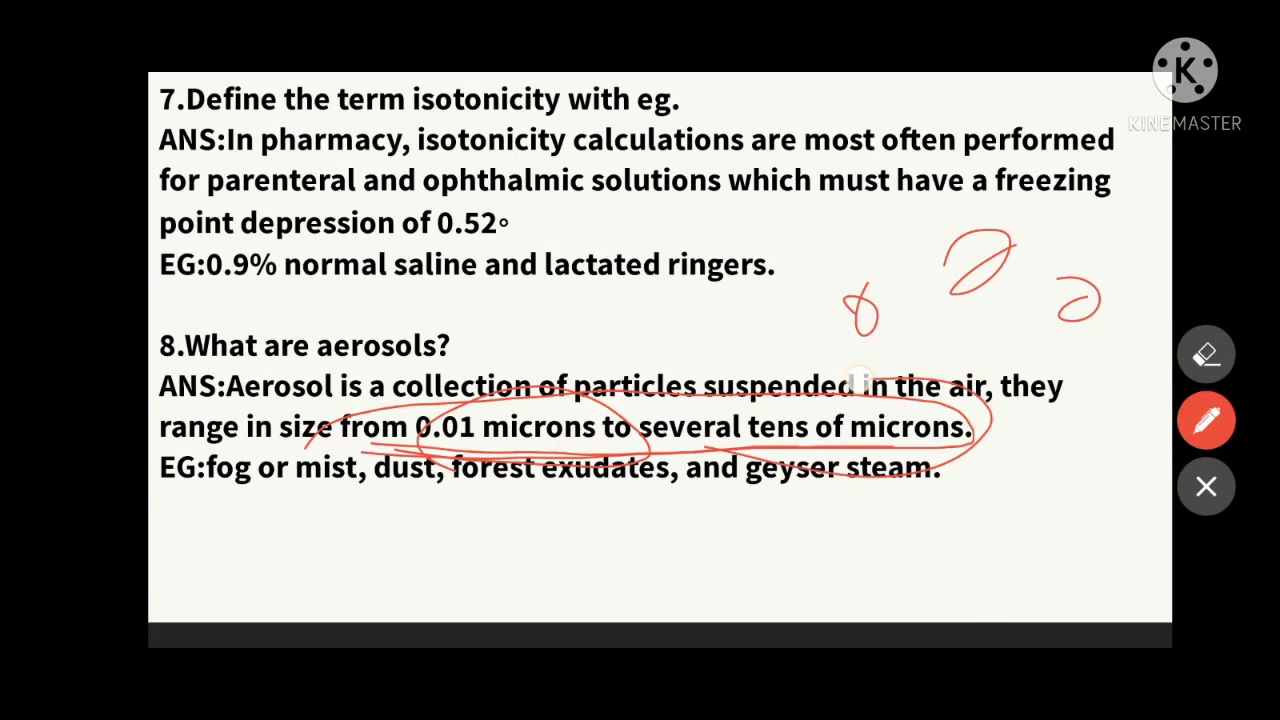 7.Define the term isotonicity with eg.
ANS:In pharmacy, isotonicity calculations are most often performed
for parenteral and ophthalmic solutions which must have a freezing
point depression of 0.52°
EG:0.9% normal saline and lactated ringers.
8.What are aerosols?
ANS:Aerosol is a collection of particles suspended in the air, they
range in size from 0.01 microns to several tens of microns.
EG:fog or mist, dust, forest exudates, and geyser steam.
K
KINEMASTER